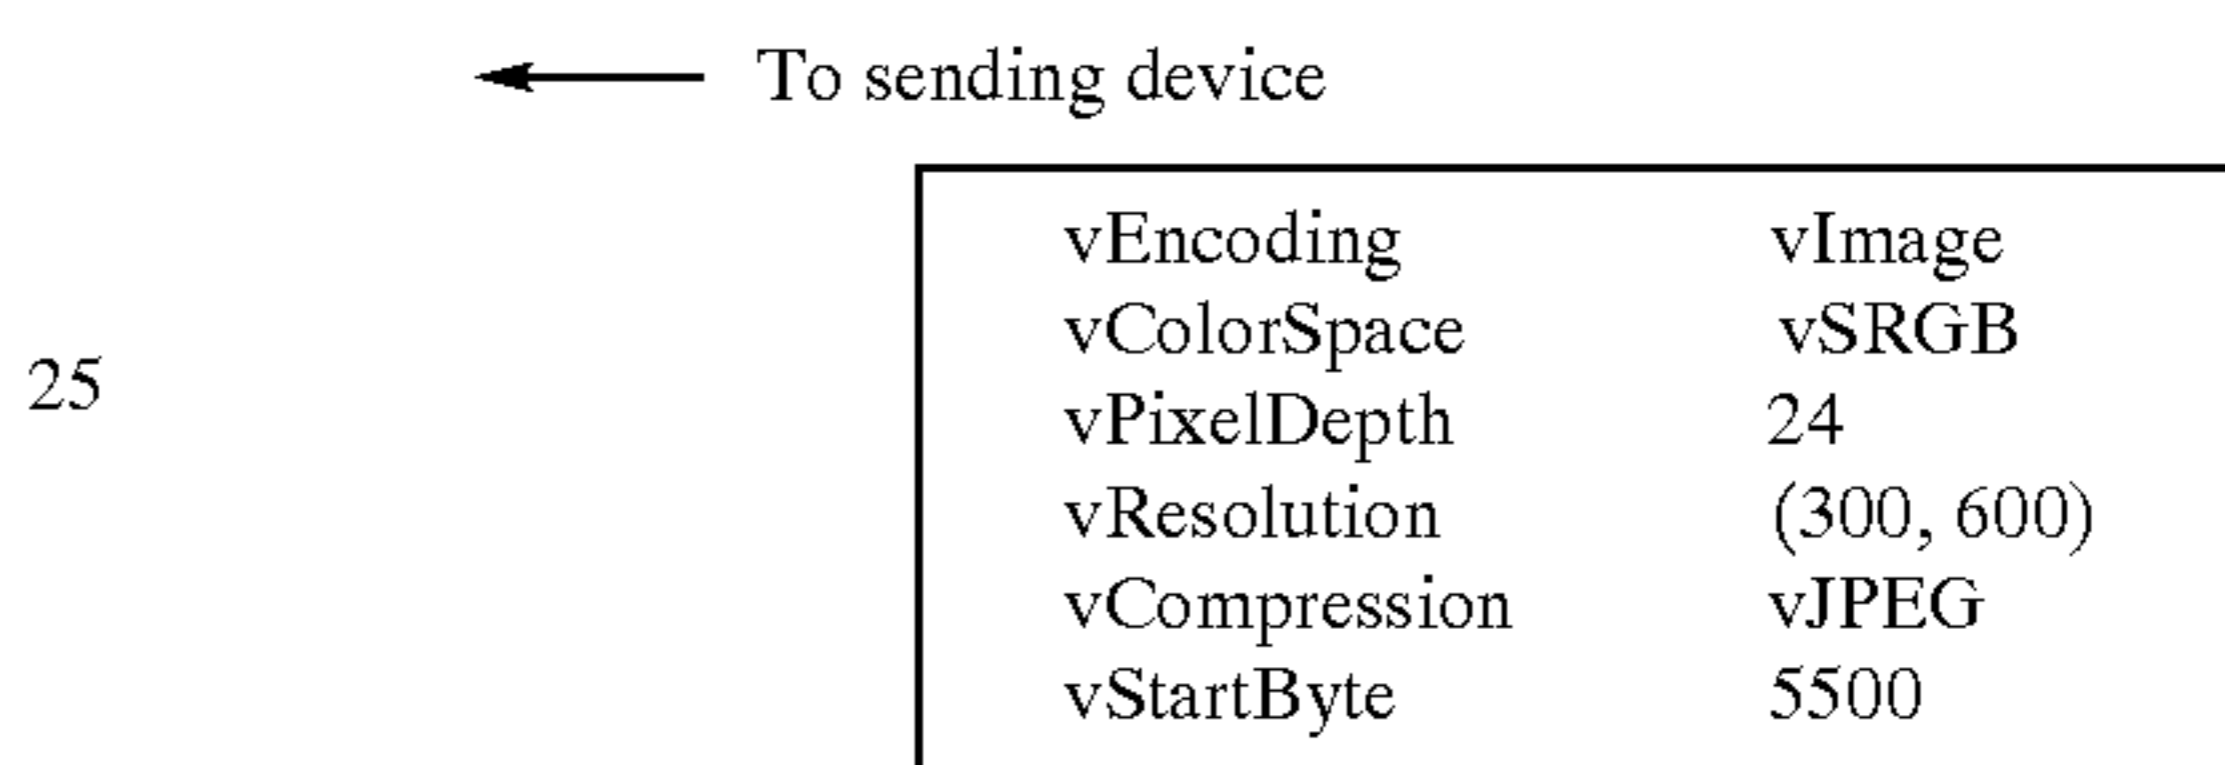 To sending device
vEncoding vImage
vColorSpace vSRGB
25
vPixelDepth 24
vResolution (300, 600)
vCompression vJPEG
vStartByte 5500